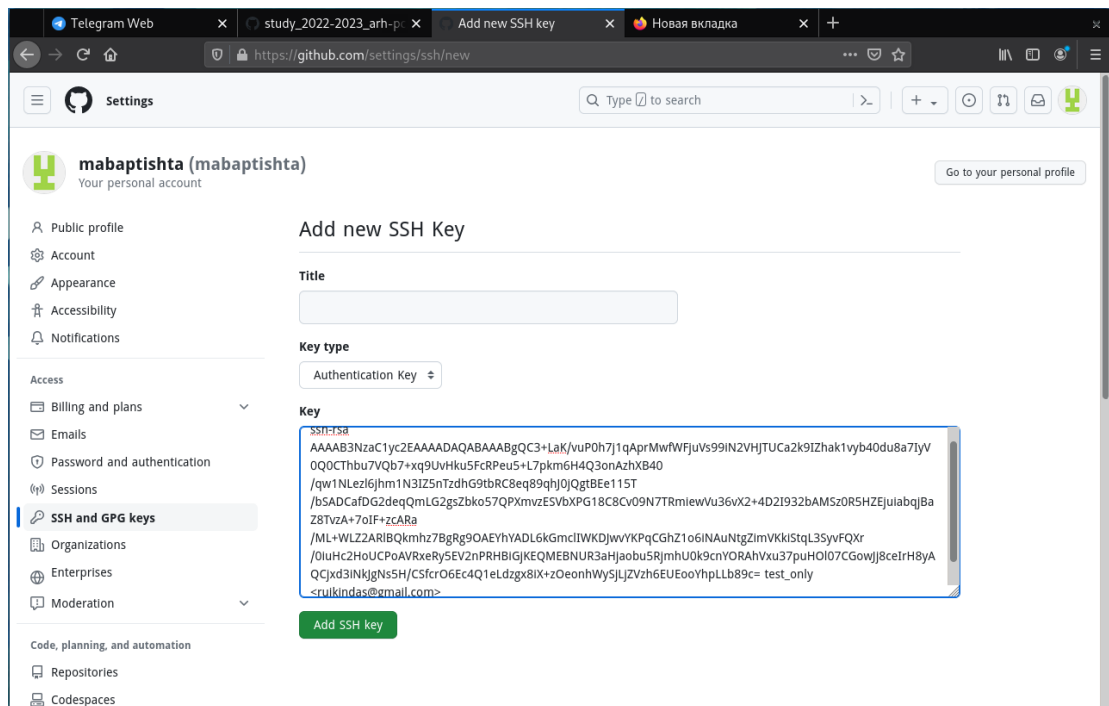 Telegram Web
study_2022-2023_arh-pc
Add new SSH key
Новая вкладка
https://github.com/settings/ssh/new
Settings
Type / to search
mabaptishta (mabaptishta)
Your personal account
Go to your personal profile
Public profile
Account
Appearance
Accessibility
Notifications
Access
Billing and plans
Emails
Password and authentication
Sessions
SSH and GPG keys
Organizations
Enterprises
Moderation
Code, planning, and automation
Repositories
Codespaces
Add new SSH Key
Title
Key type
Authentication Key
Key
ssh-rsa
AAAAB3NzaC1yc2EAAAADAQABAAABgQC3+LaK/vuP0h7j1qAprMwfWFjuVs99iN2VHJTUCa2k9IZhak1vyb40du8a7IyV
0Q0CThbu7VQb7+xq9UvHku5FcRPeu5+L7pkm6H4Q3onAzhXB40
/qw1NLezl6jhm1N3IZ5nTzdhG9tbRC8eq89qhJ0jQgtBEe115T
/bSADCafDG2deqQmLG2gsZbko57QPXmvzESVbXPG18C8Cv09N7TRmiewVu36vX2+4D2I932bAMSz0R5HZEjuiabqjBa
Z8TvzA+7oIF+zcARa
/ML+WLZ2ARlBQkmhz7BgRg9OAEYhYADL6kGmclIWKDJwvYKPqCGhZ1o6iNAuNtgZimVKkiStqL3SyvFQXr
/0iuHc2HoUCPoAVRxeRy5EV2nPRHBiGjKEQMEBNUR3aHjaobu5RjmhU0k9cnYORAhVxu37puHOl07CGowJj8ceIrH8yA
QCjxd3iNkJgNs5H/CSfcrO6Ec4Q1eLdzgx8iX+zOeonhWySjLjZVzh6EUEooYhpLLb89c= test_only
<ruikindas@gmail.com>
Add SSH key